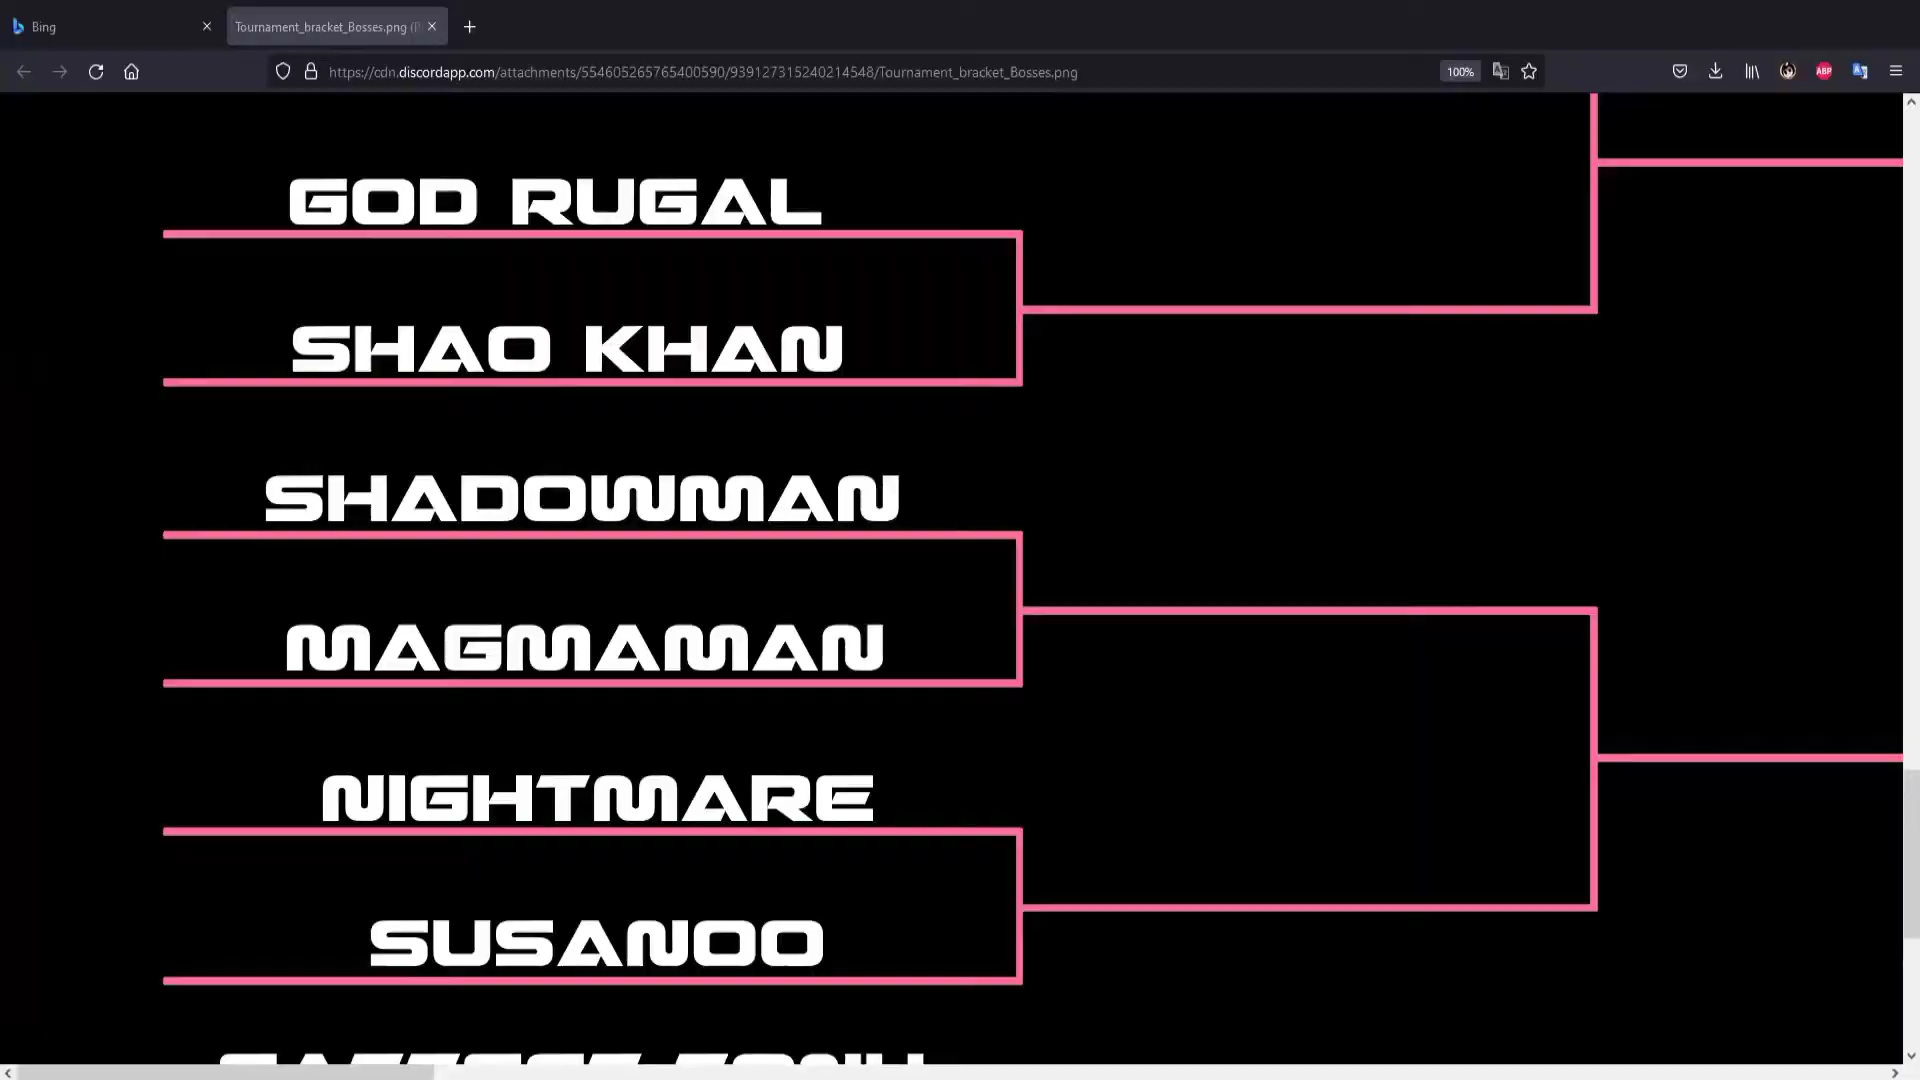 Bing
Tournament_bracket_Bosses.png
https://cdn.discordapp.com/attachments/554605265765400590/939127315240214548/Tournament_bracket_Bosses.png
100%
ABP
GOD RUGAL
SHAO KHAN
SHADOWMAN
MAGMAMAN
NIGHTMARE
SUSANOO